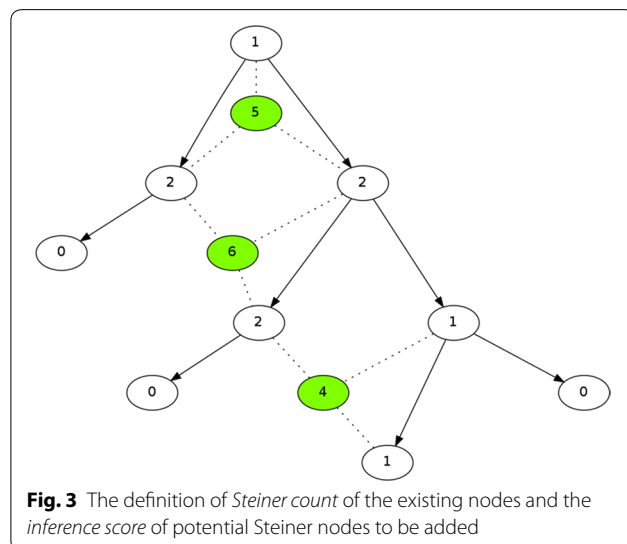 1
5
2 2
0 6
2 1
0 4 0
1
Fig. 3 The definition of Steiner count of the existing nodes and the
inference score of potential Steiner nodes to be added